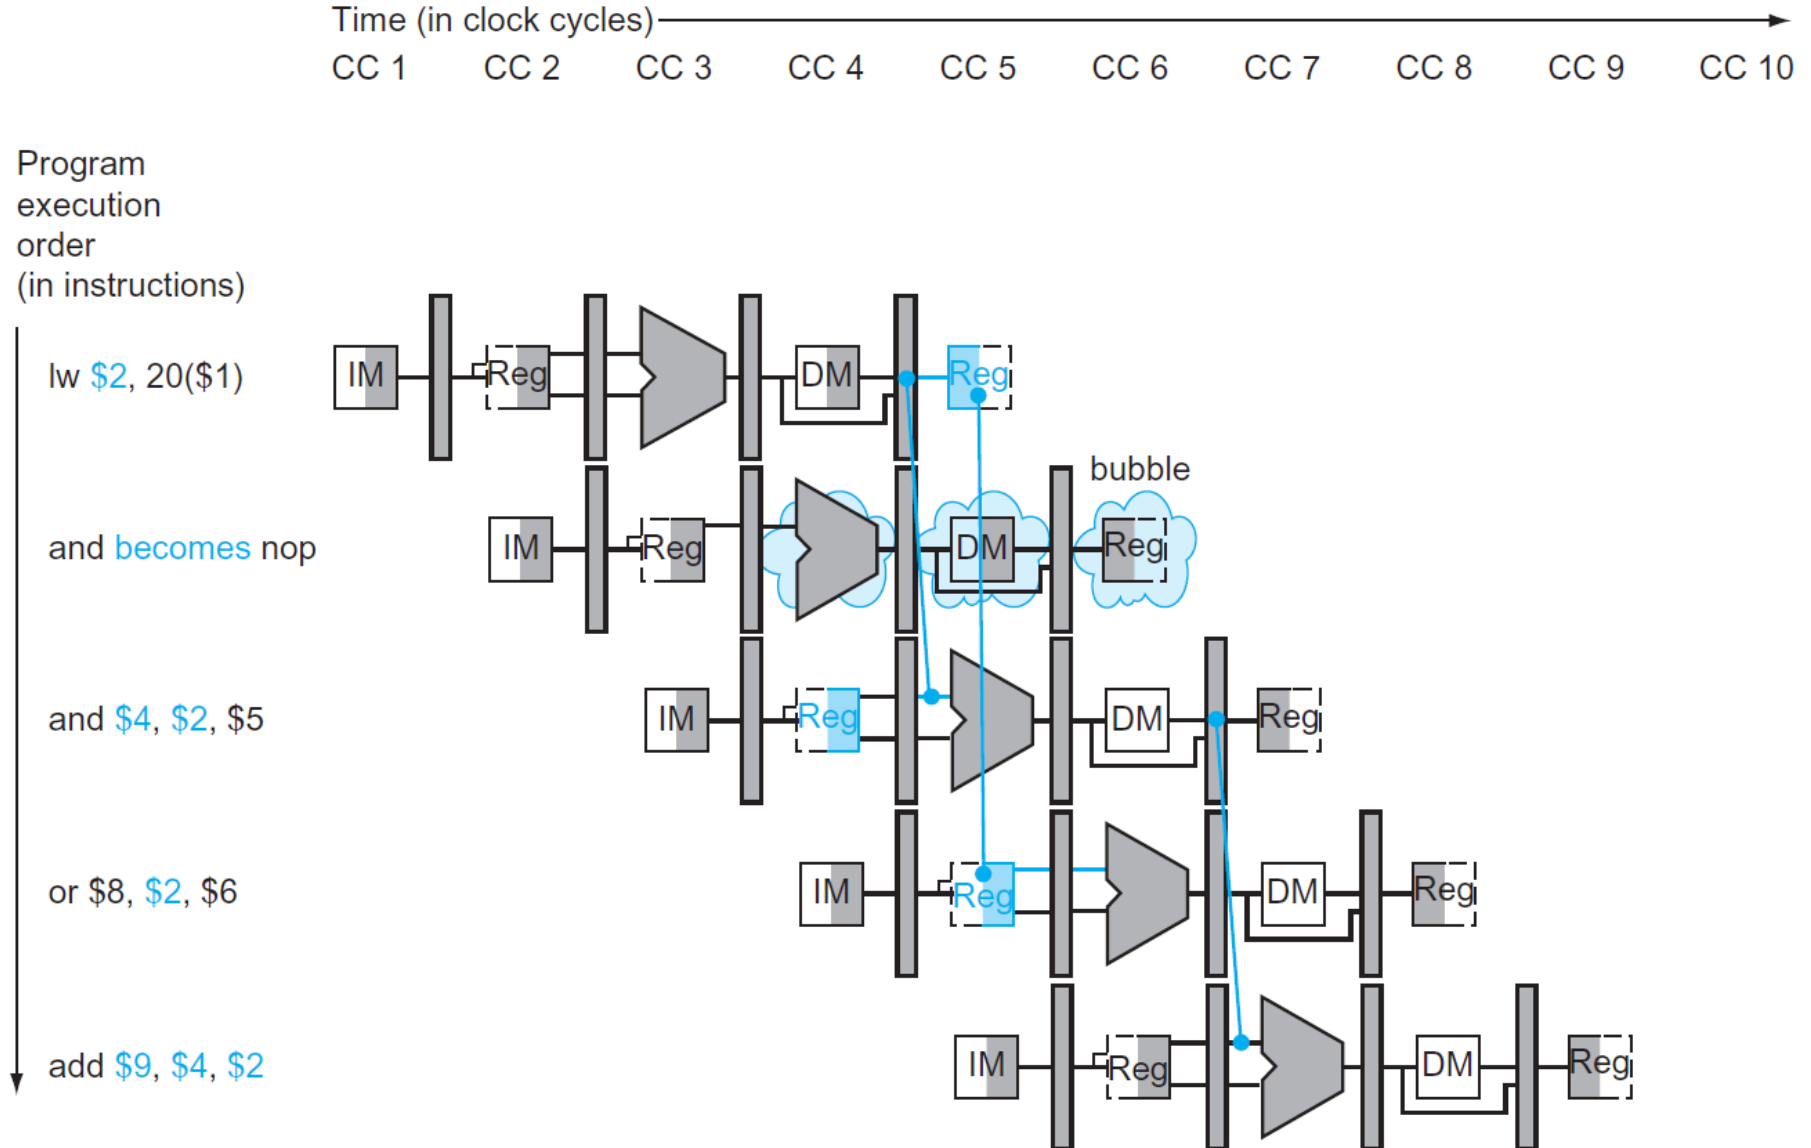 Time (in clock cycles)
CC 1 CC 2 CC 3 CC 4 CC 5 CC 6 CC 7 CC 8 CC 9 CC 10
Program
execution
order
(in instructions)
lw $2, 20($1)
IM Reg DM Reg
bubble
and becomes nop
IM Reg DM Reg
and $4, $2, $5
IM Reg DM Reg
or $8, $2, $6
IM Reg DM Reg
add $9, $4, $2
IM Reg DM Reg